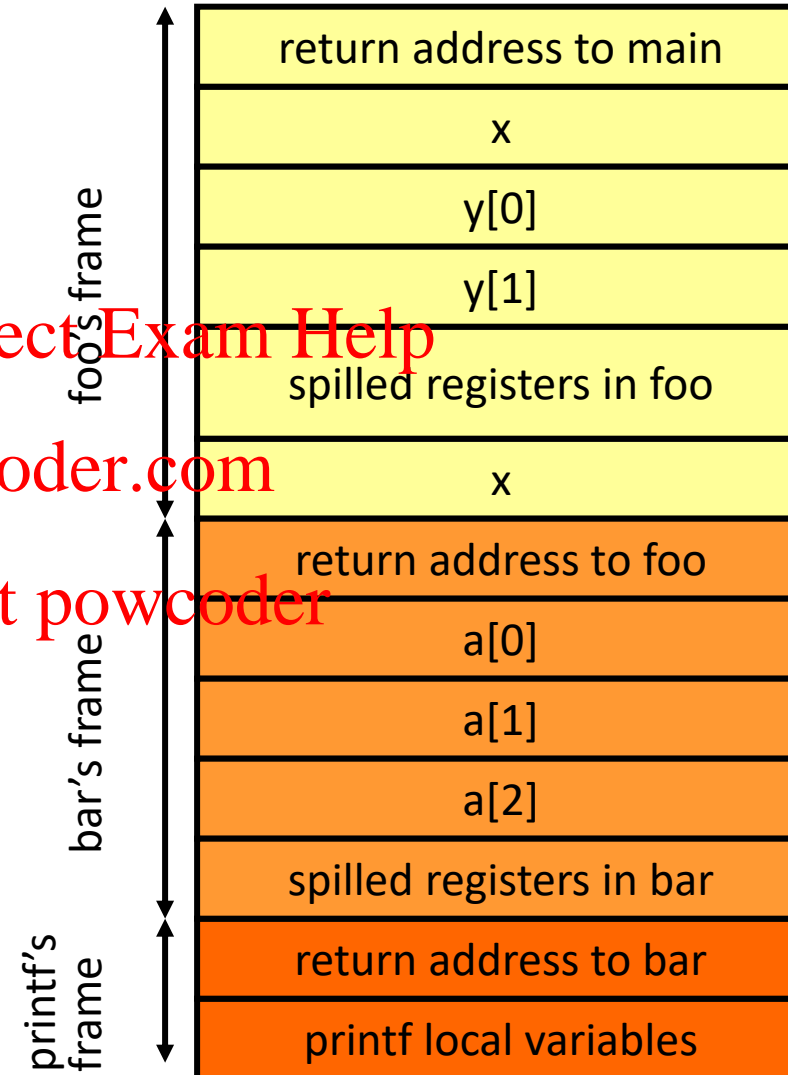 return address to main
x
y[0]
y[1]
foo's frame
ect Exam Help
spilled registers in foo
oder.com
x
return address to foo
t powcoder
a[0]
bar's frame
a[1]
a[2]
spilled registers in bar
return address to bar
printf's
frame
printf local variables